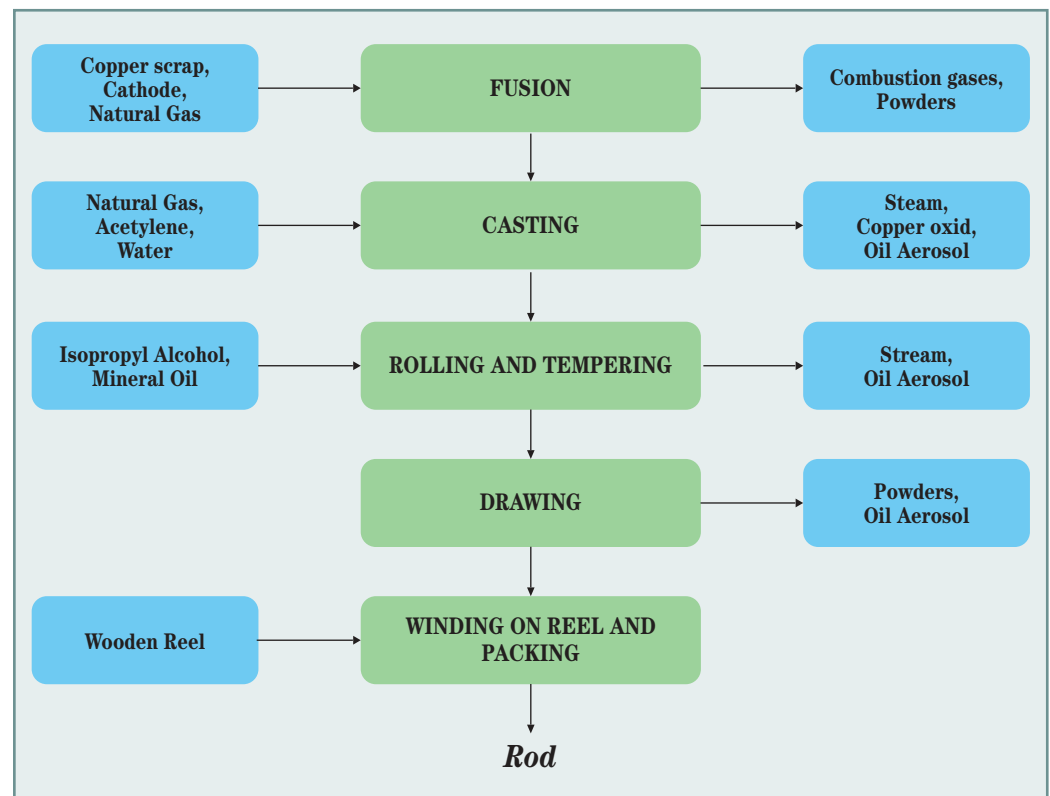 Copper scrap,
Cathode,
Natural Gas
FUSION
Combustion gases,
Powders
Natural Gas,
Acetylene,
Water
CASTING
Steam,
Copper oxid,
Oil Aerosol
Isopropyl Alcohol,
Mineral Oil
ROLLING AND TEMPERING
Stream,
Oil Aerosol
DRAWING
Powders,
Oil Aerosol
Wooden Reel
WINDING ON REEL AND
PACKING
Rod